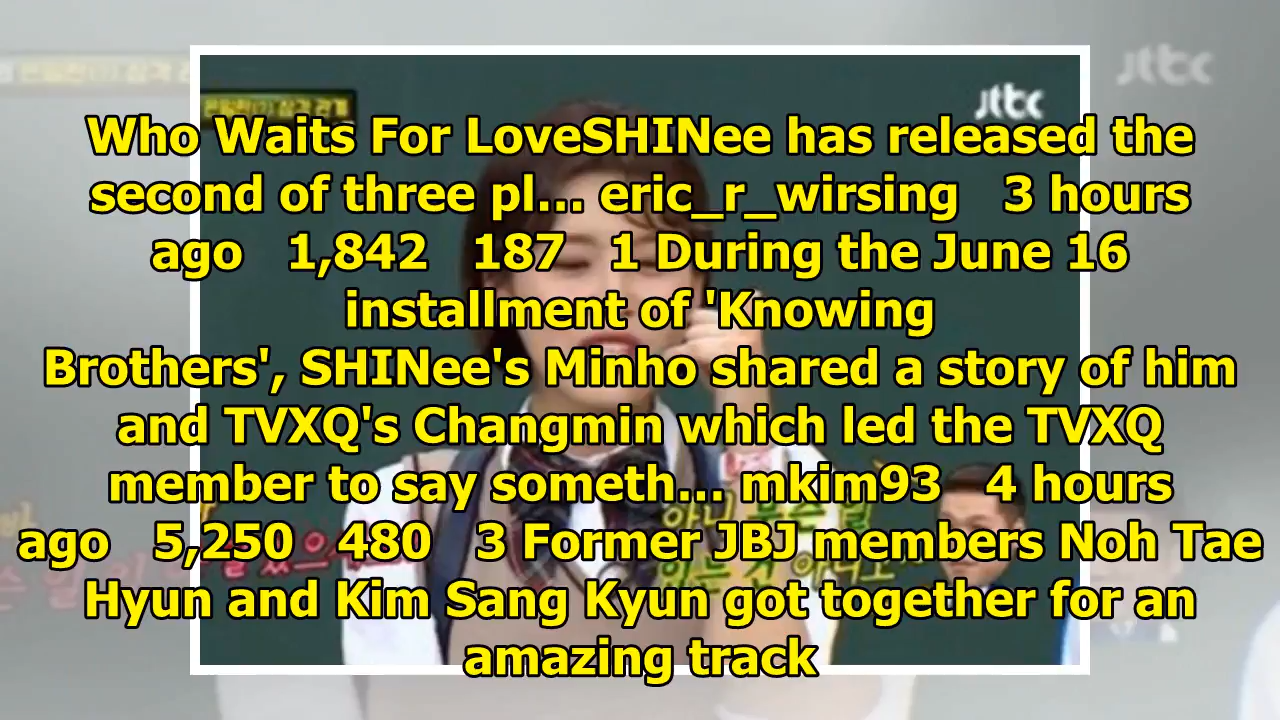 jtbc
jtbc
Who Waits For LoveSHINee has released the
second of three pl... eric_r_wirsing 3 hours
ago 1,842 187 1 During the June 16
installment of 'Knowing
Brothers', SHINee's Minho shared a story of him
and TVXQ's Changmin which led the TVXQ
member to say someth... mkim93 4 hours
ago 5,250 480 3 Former JBJ members Noh Tae
Hyun and Kim Sang Kyun got together for an
amazing track